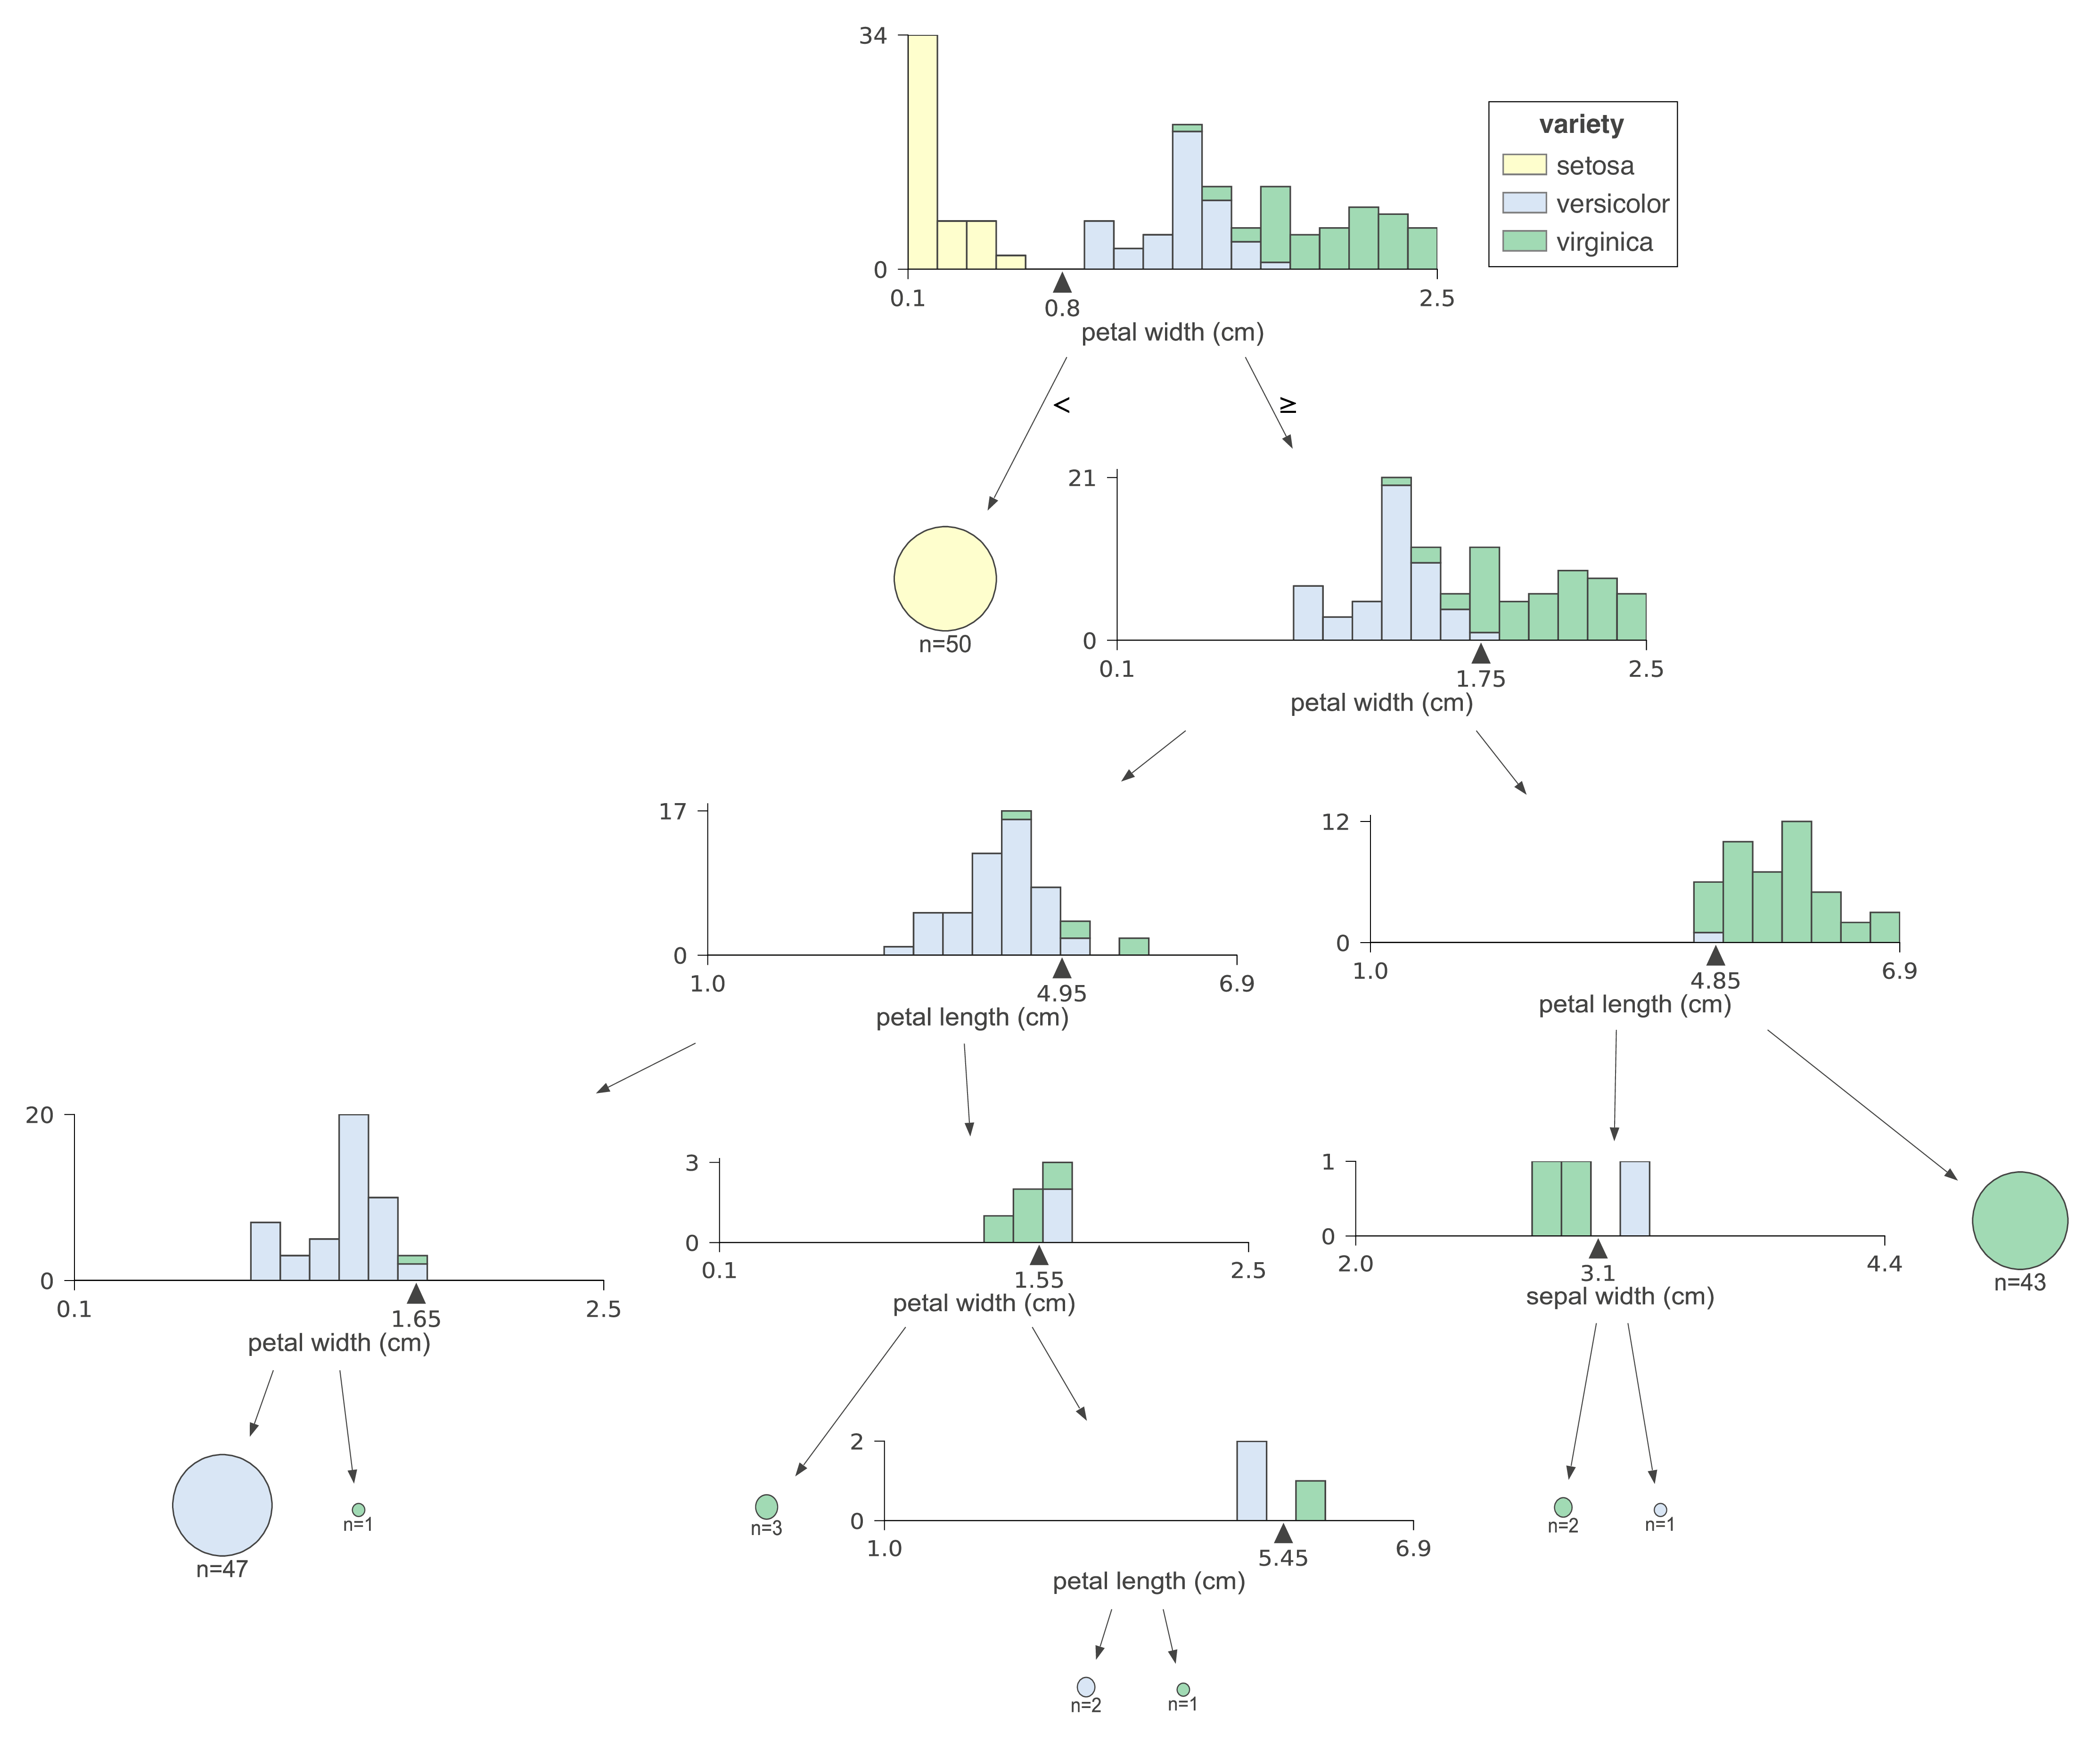 34
0
0.1
0.8
2.5
petal width (cm)
variety
setosa
versicolor
virginica
<
≥
n=50
21
0
0.1
1.75
2.5
petal width (cm)
17
0
1.0
4.95
6.9
petal length (cm)
12
0
1.0
4.85
6.9
petal length (cm)
20
0
0.1
1.65
2.5
petal width (cm)
3
0
0.1
1.55
2.5
petal width (cm)
1
0
2.0
3.1
4.4
sepal width (cm)
n=43
n=47
n=1
n=3
2
0
1.0
5.45
6.9
petal length (cm)
n=2
n=1
n=2
n=1